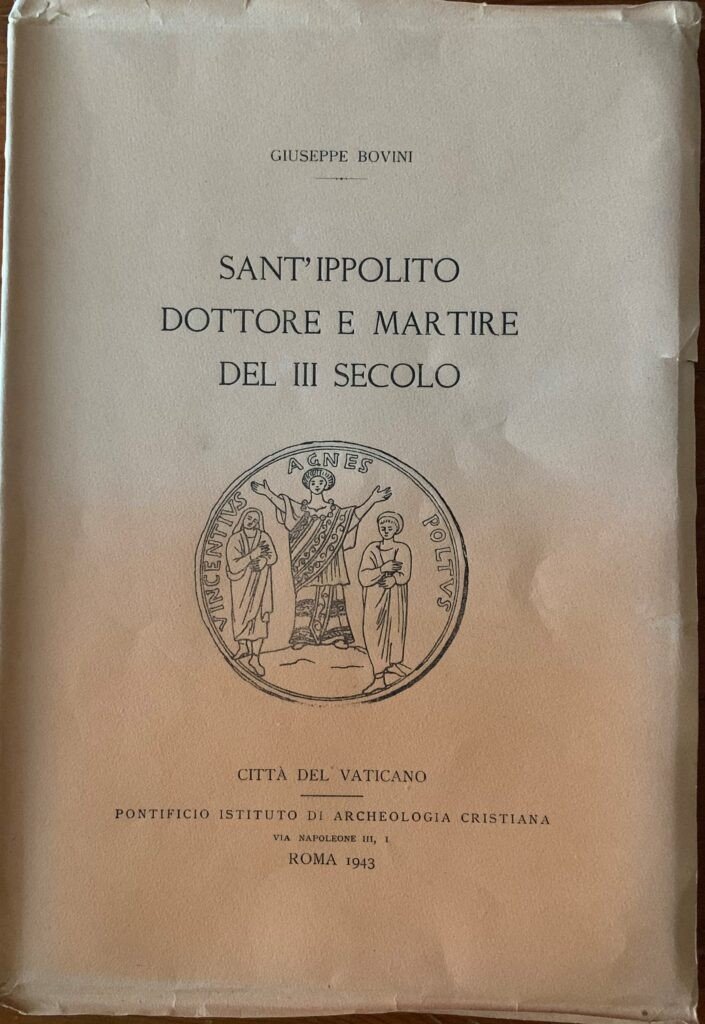 GIUSEPPE BOVINI
SANT'IPPOLITO
DOTTORE E MARTIRE
DEL III SECOLO
AGNES
VINCENTIVS
POLTVS
CITTÀ DEL VATICANO
PONTIFICIO ISTITUTO DI ARCHEOLOGIA CRISTIANA
VIA NAPOLEONE III, 1
ROMA 1943